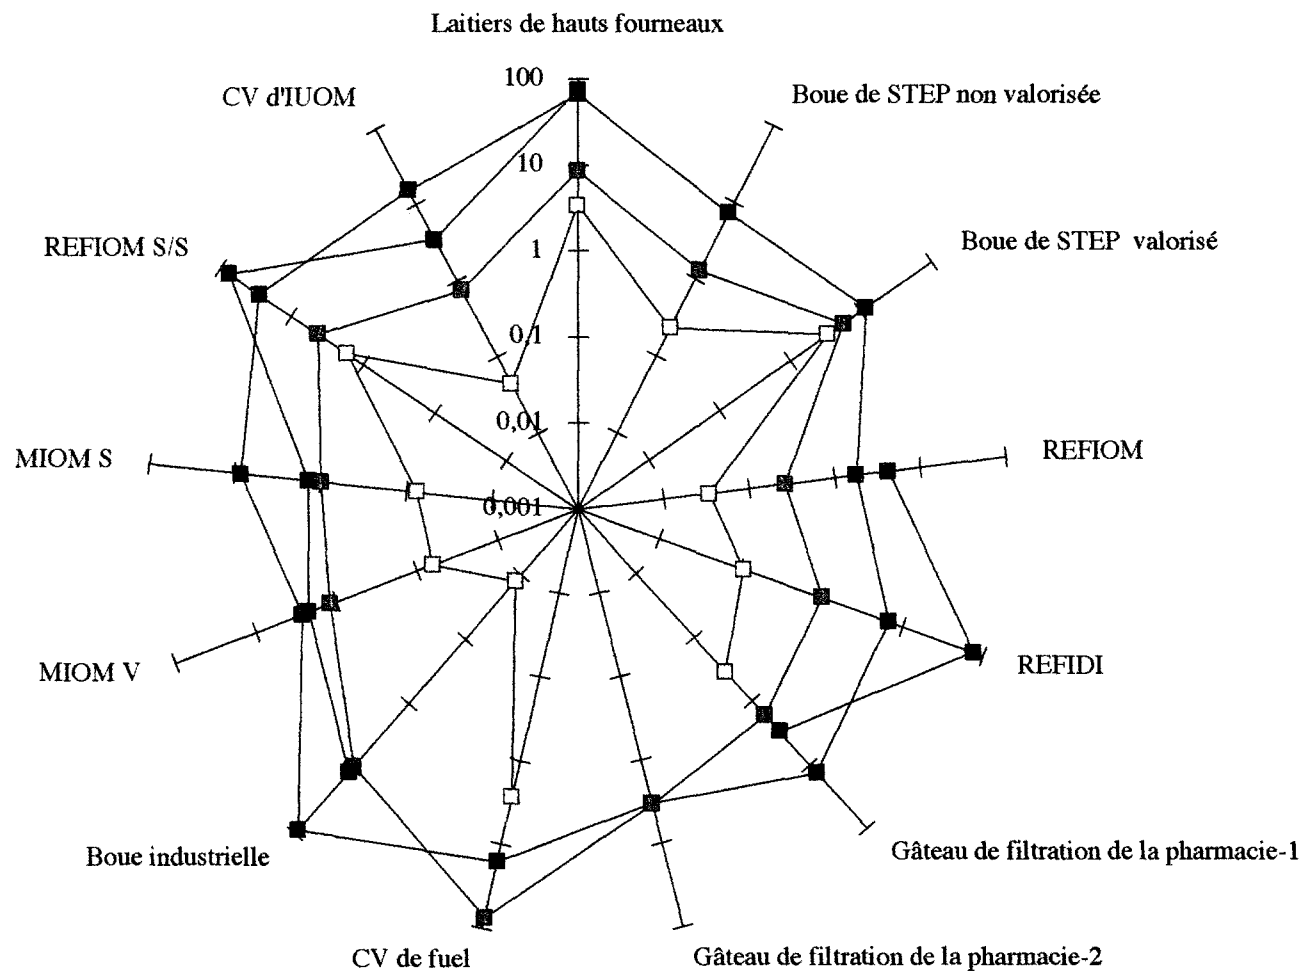 Laitiers de hauts fourneaux
100
CV d'IUOM
Boue de STEP non valorisée
10
REFIOM S/S
Boue de STEP valorisé
1
0,1
0,01
MIOM S
REFIOM
0,001
MIOM V
REFIDI
Boue industrielle
Gâteau de filtration de la pharmacie-1
CV de fuel
Gâteau de filtration de la pharmacie-2